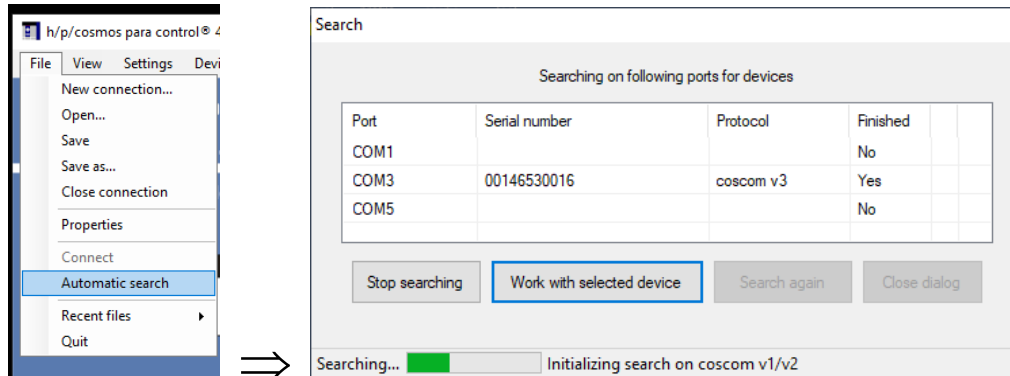 h/p/cosmos para control® 4
File View Settings Devi
New connection...
Open...
Save
Save as...
Close connection
Properties
Connect
Automatic search
Recent files
Quit
Search
Searching on following ports for devices
Port Serial number Protocol Finished
COM1 No
COM3 00146530016 coscom v3 Yes
COM5 No
Stop searching Work with selected device Search again Close dialog
Searching... Initializing search on coscom v1/v2